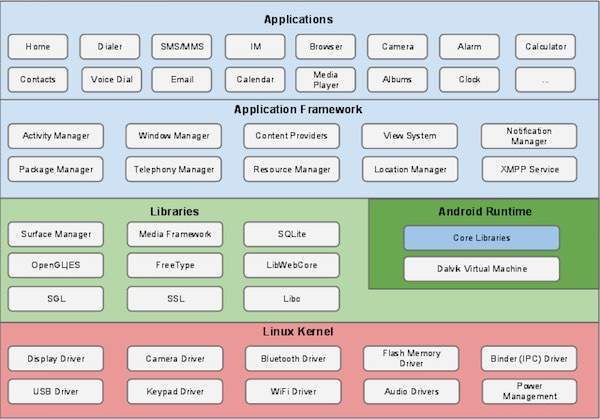 Applications
Home
Dialer
SMS/MMS
IM
Browser
Camera
Alarm
Calculator
Contacts
Voice Dial
Email
Calendar
Media
Player
Albums
Clock
...
Application Framework
Activity Manager
Window Manager
Content Providers
View System
Notification
Manager
Package Manager
Telephony Manager
Resource Manager
Location Manager
XMPP Service
Libraries
Surface Manager
Media Framework
SQLite
OpenGL|ES
FreeType
LibWebCore
SGL
SSL
Libc
Android Runtime
Core Libraries
Dalvik Virtual Machine
Linux Kernel
Display Driver
Camera Driver
Bluetooth Driver
Flash Memory
Driver
Binder (IPC) Driver
USB Driver
Keypad Driver
WiFi Driver
Audio Drivers
Power
Management